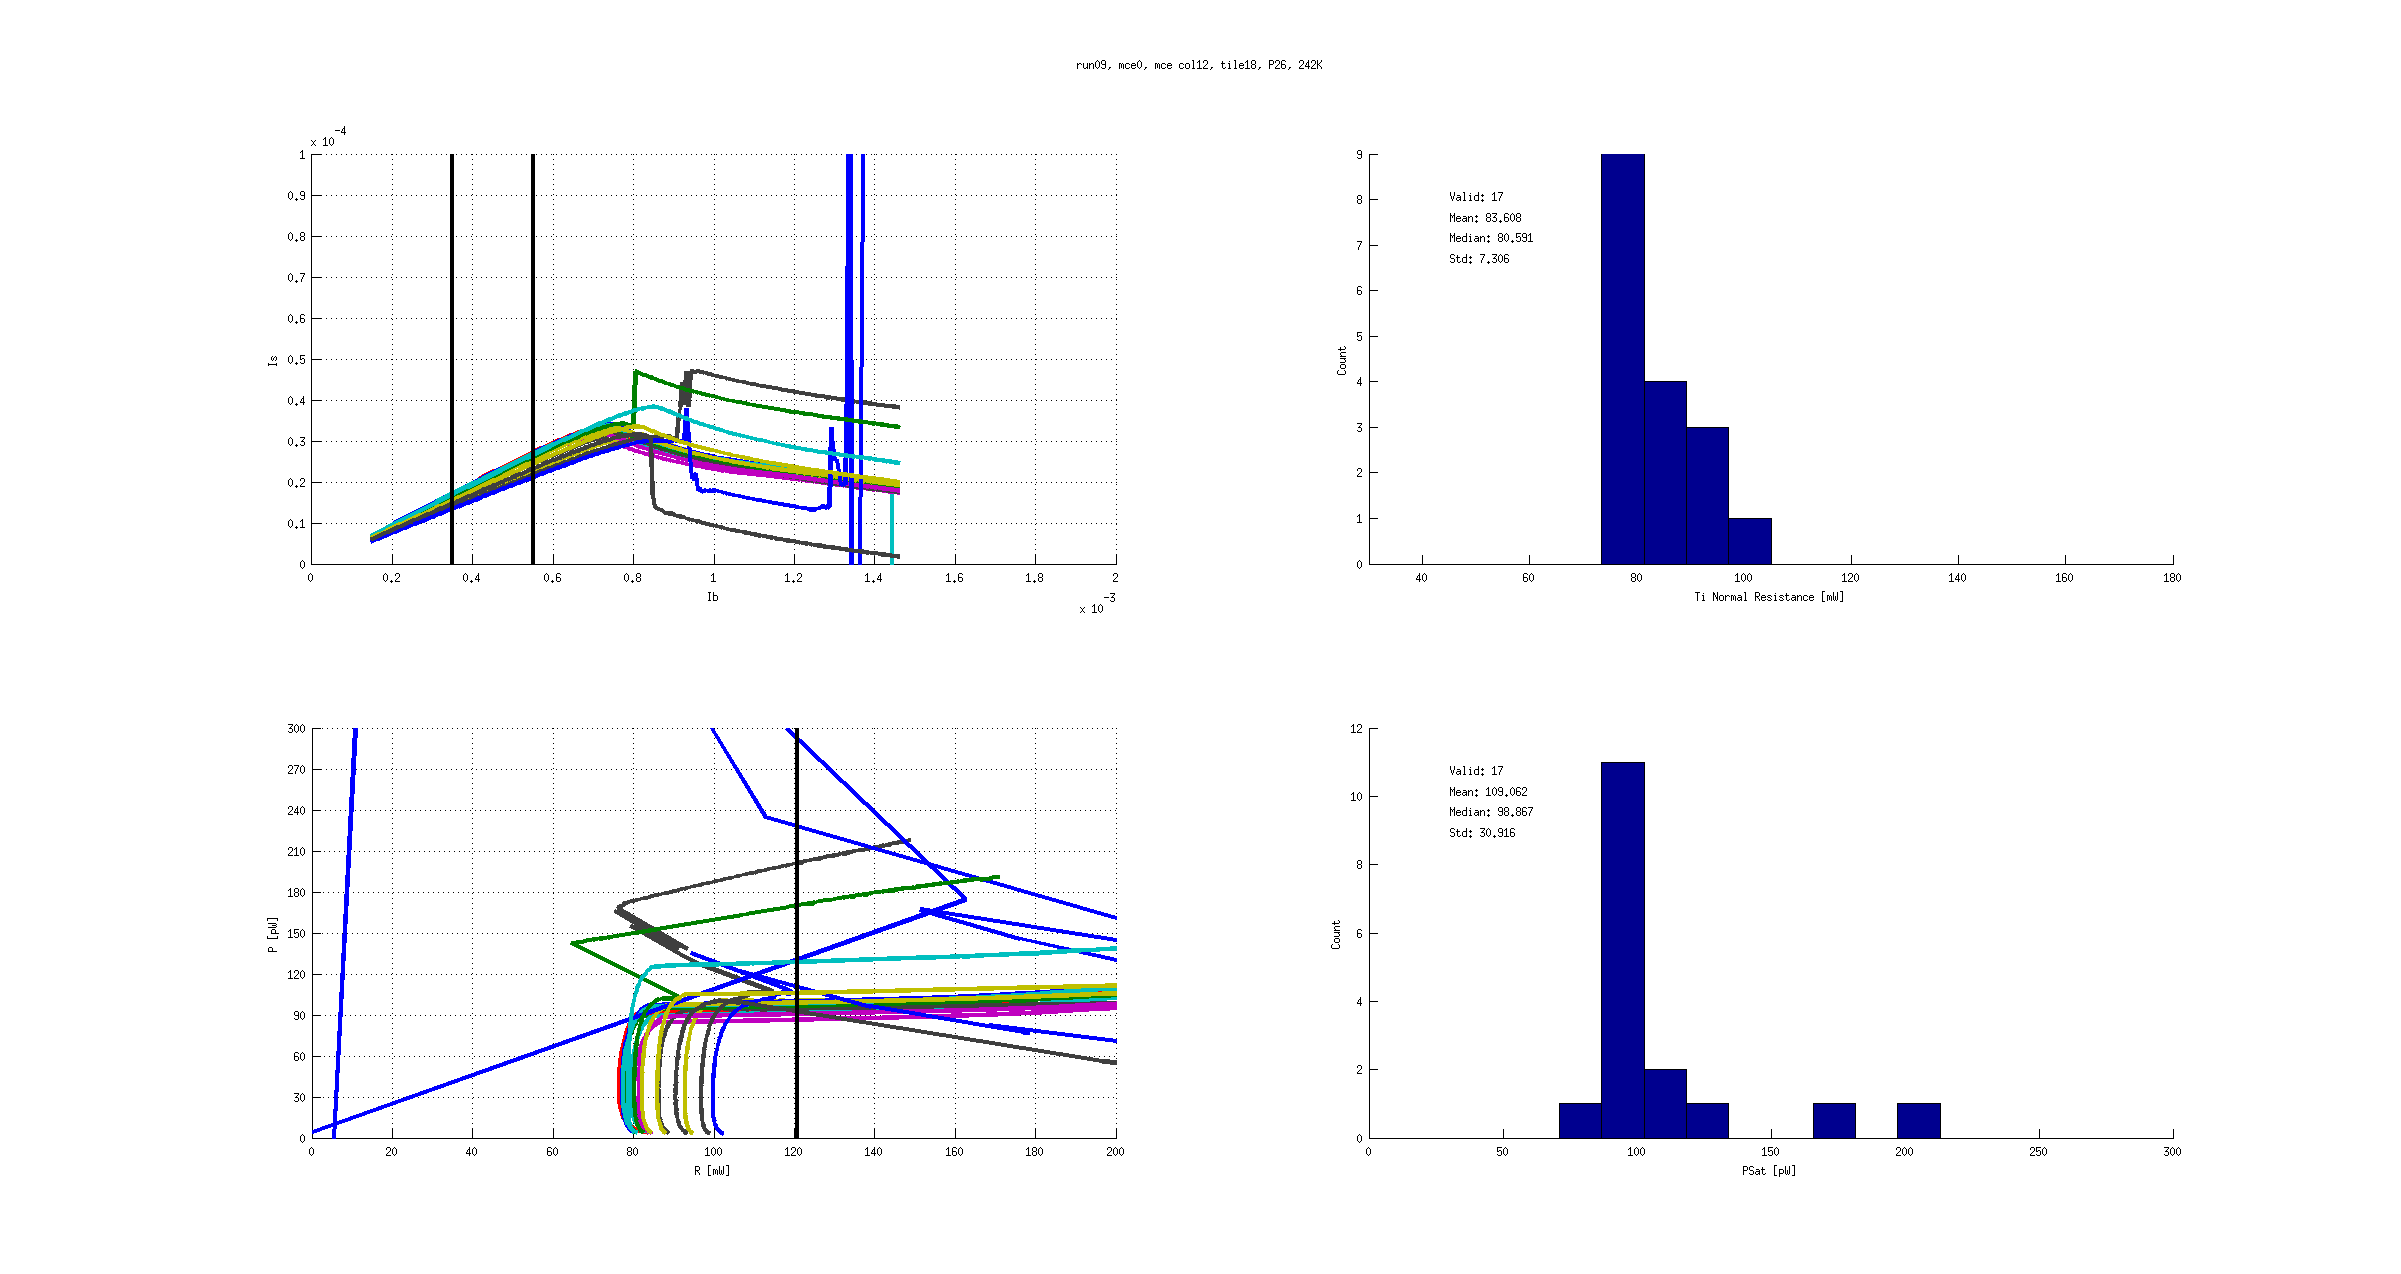 run09, mce0, mce col12, tile18, P26, 242K
x 10^-4
1
0.9
0.8
0.7
0.6
0.5
0.4
0.3
0.2
0.1
0
Is
0 0.2 0.4 0.6 0.8 1 1.2 1.4 1.6 1.8 2
Ib
x 10^-3
9
8
7
6
5
4
3
2
1
0
Count
Valid: 17
Mean: 83.608
Median: 80.591
Std: 7.306
40 60 80 100 120 140 160 180
Ti Normal Resistance [mW]
300
270
240
210
180
150
120
90
60
30
0
P [pW]
0 20 40 60 80 100 120 140 160 180 200
R [mW]
12
10
8
6
4
2
0
Count
Valid: 17
Mean: 109.062
Median: 98.867
Std: 30.916
0 50 100 150 200 250 300
PSat [pW]